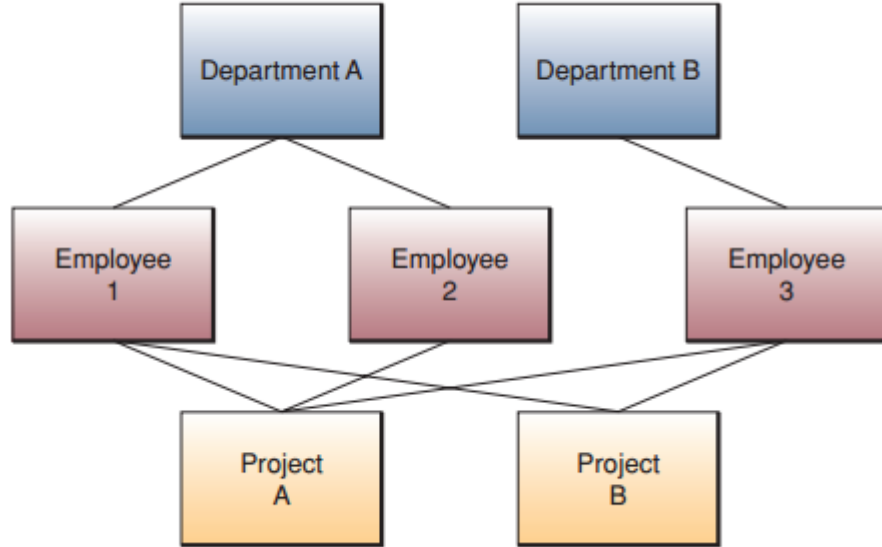 Department A
Department B
Employee
1
Employee
2
Employee
3
Project
A
Project
B